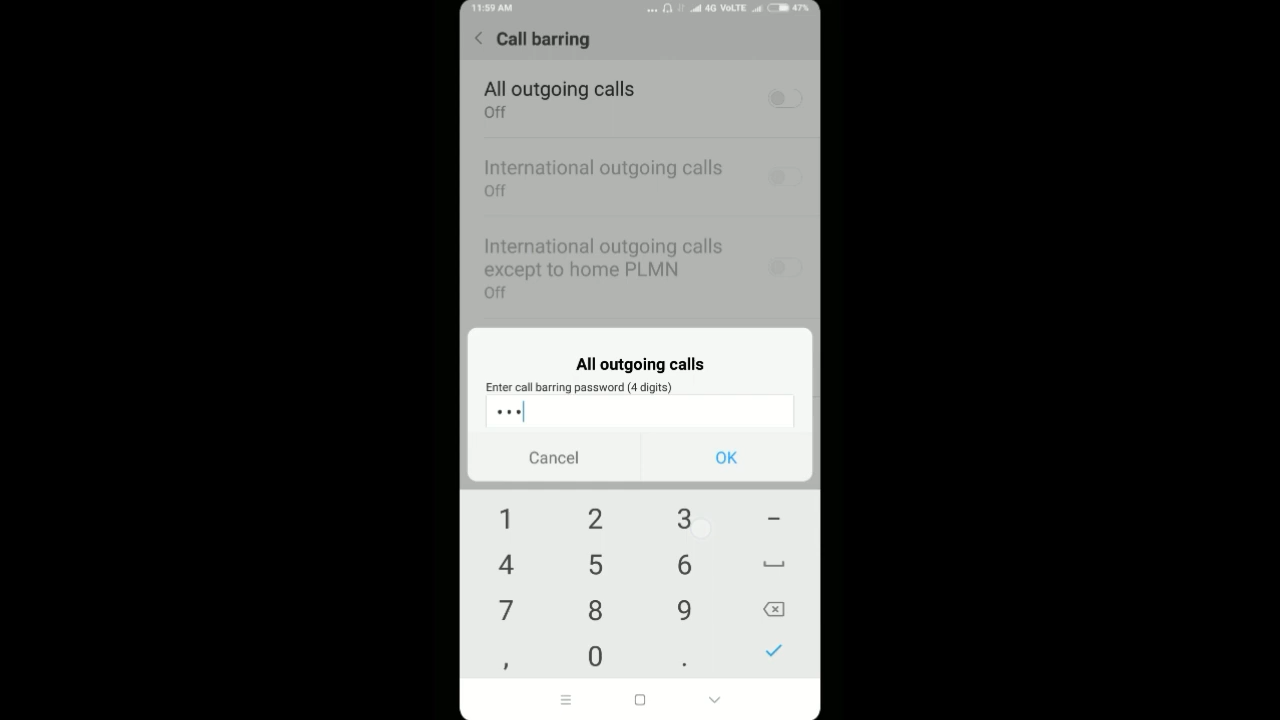 11:59 AM ... 4G VoLTE 47%
Call barring
All outgoing calls
Off
International outgoing calls
Off
International outgoing calls
except to home PLMN
Off
All outgoing calls
Enter call barring password (4 digits)
•••
Cancel OK
1 2 3 –
4 5 6
7 8 9
, 0 .